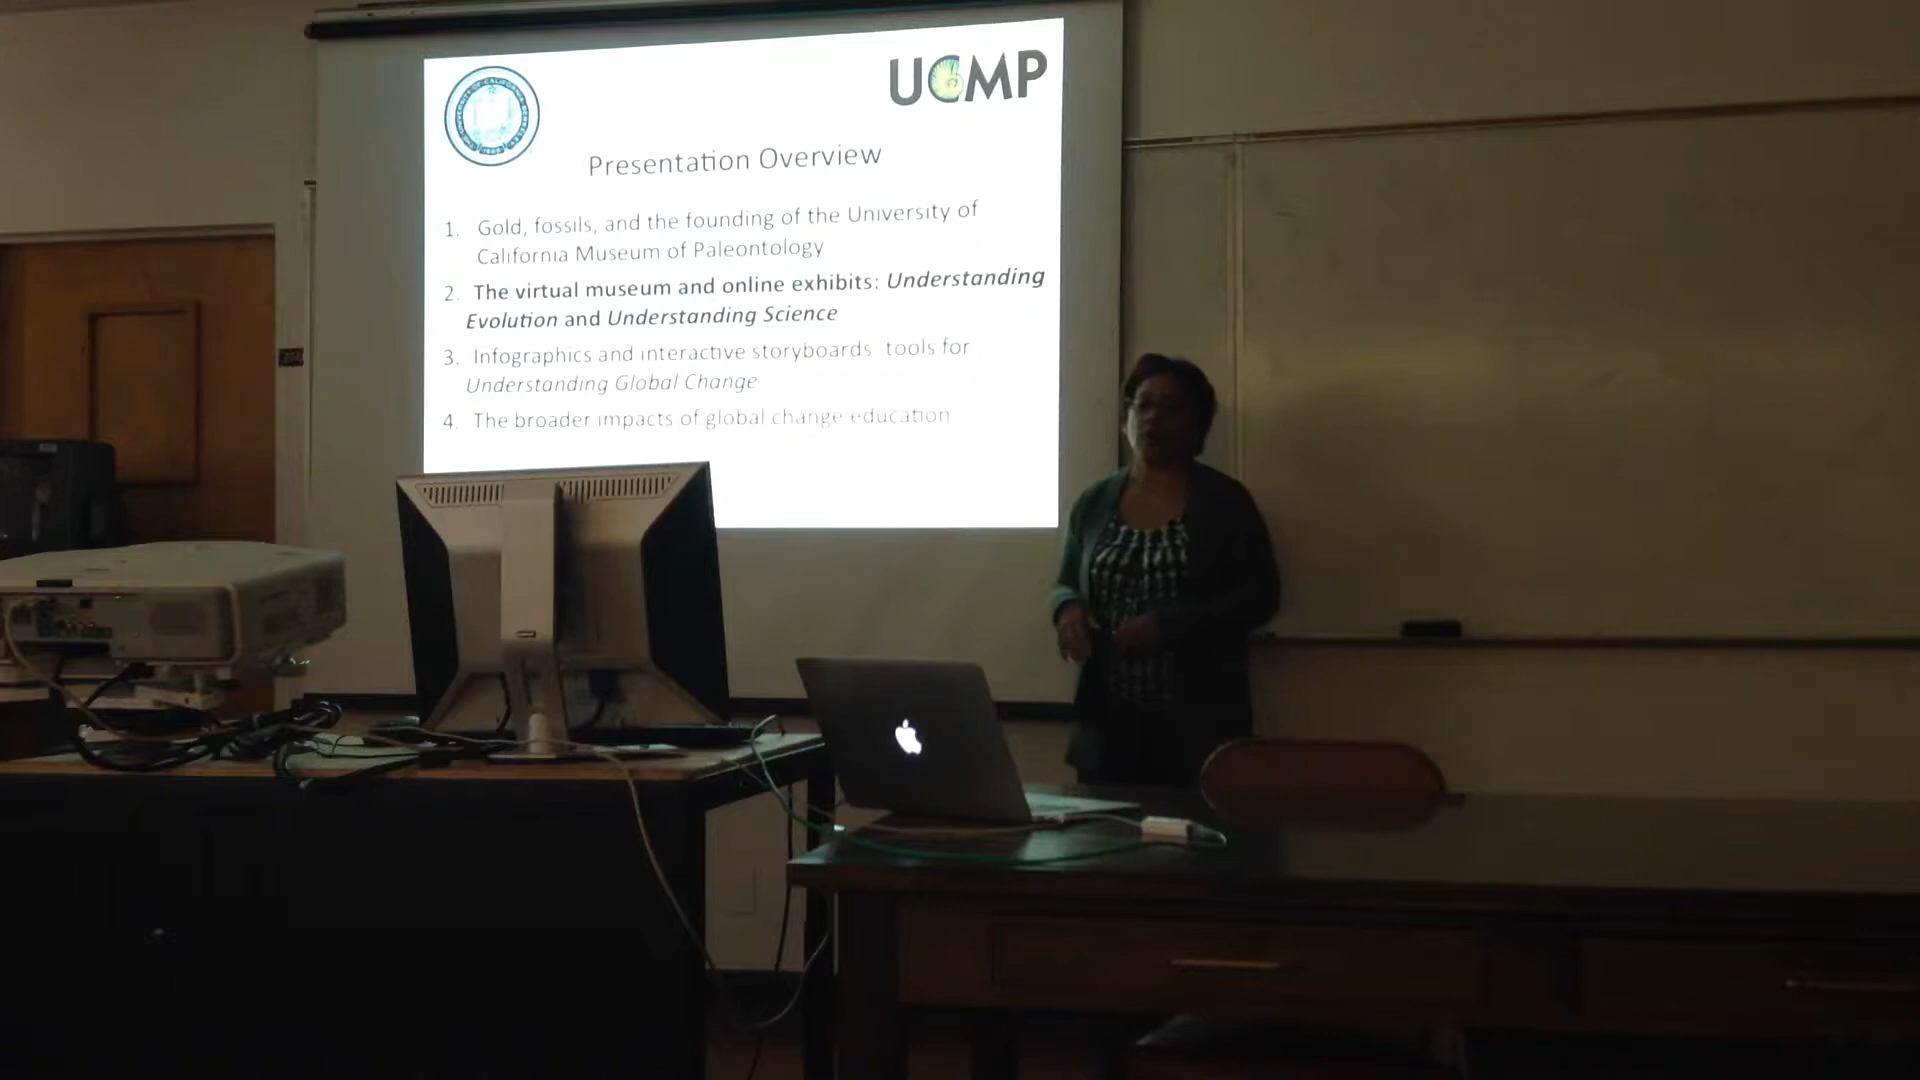 UCMP
Presentation Overview
1. Gold, fossils, and the founding of the University of
California Museum of Paleontology
2. The virtual museum and online exhibits: Understanding
Evolution and Understanding Science
3. Infographics and interactive storyboards tools for
Understanding Global Change
4. The broader impacts of global change education